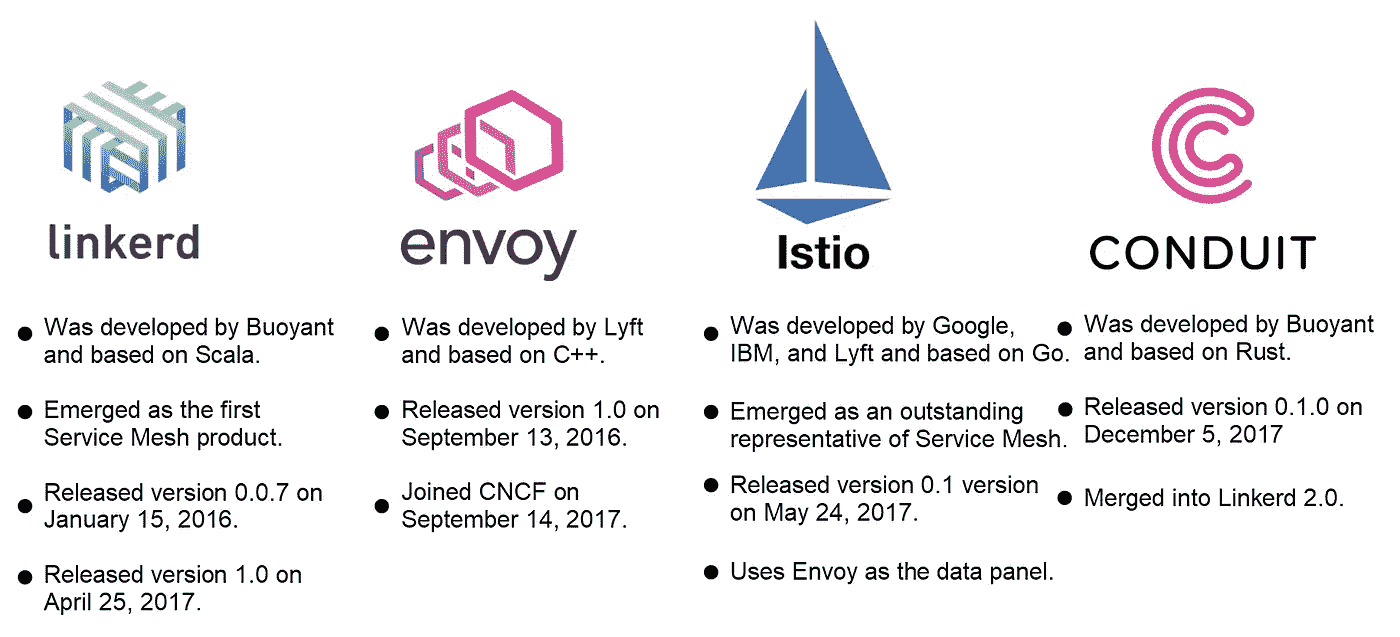 linkerd
Was developed by Buoyant
and based on Scala.
Emerged as the first
Service Mesh product.
Released version 0.0.7 on
January 15, 2016.
Released version 1.0 on
April 25, 2017.
envoy
Was developed by Lyft
and based on C++.
Released version 1.0 on
September 13, 2016.
Joined CNCF on
September 14, 2017.
Istio
Was developed by Google,
IBM, and Lyft and based on Go.
Emerged as an outstanding
representative of Service Mesh.
Released version 0.1 version
on May 24, 2017.
Uses Envoy as the data panel.
CONDUIT
Was developed by Buoyant
and based on Rust.
Released version 0.1.0 on
December 5, 2017
Merged into Linkerd 2.0.